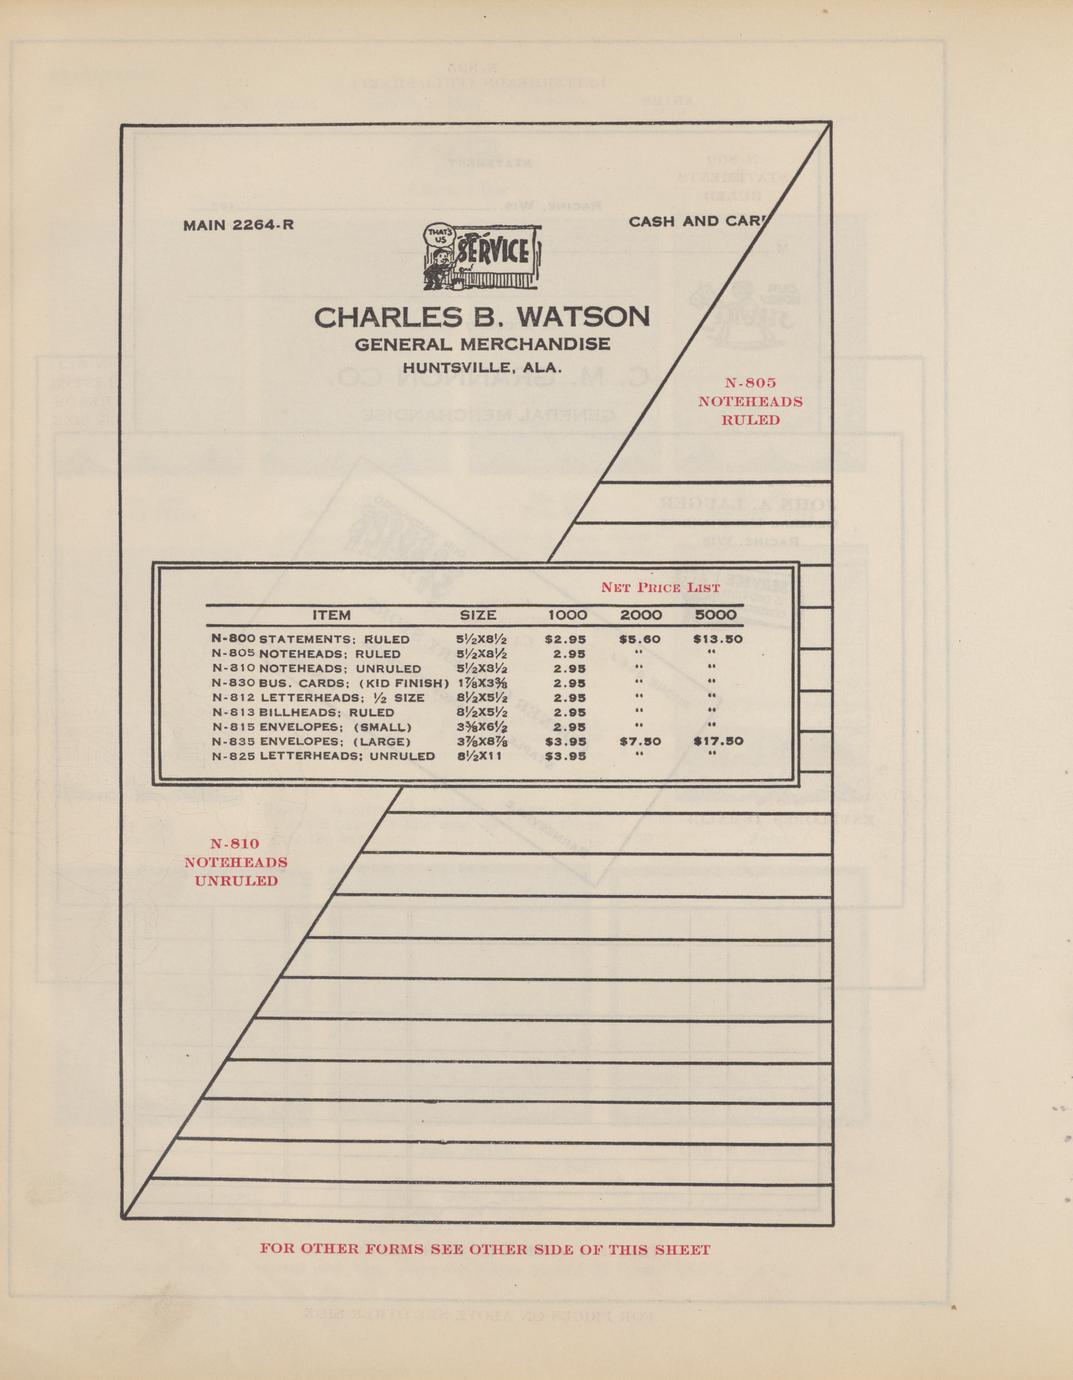 MAIN 2264-R
CASH AND CAR
THAT'S
US
SERVICE
CHARLES B. WATSON
GENERAL MERCHANDISE
HUNTSVILLE, ALA.
N-805
NOTEHEADS
RULED
NET PRICE LIST
ITEM SIZE 1000 2000 5000
N-800 STATEMENTS; RULED 5½X8½ $2.95 $5.60 $13.50
N-805 NOTEHEADS; RULED 5½X8½ 2.95 " "
N-810 NOTEHEADS; UNRULED 5½X8½ 2.95 " "
N-830 BUS. CARDS; (KID FINISH) 1⅞X3⅜ 2.95 " "
N-812 LETTERHEADS; ½ SIZE 8½X5½ 2.95 " "
N-813 BILLHEADS; RULED 8½X5½ 2.95 " "
N-815 ENVELOPES; (SMALL) 3⅝X6½ 2.95 " "
N-835 ENVELOPES; (LARGE) 3⅞X8⅞ $3.95 $7.50 $17.50
N-825 LETTERHEADS; UNRULED 8½X11 $3.95 " "
N-810
NOTEHEADS
UNRULED
FOR OTHER FORMS SEE OTHER SIDE OF THIS SHEET